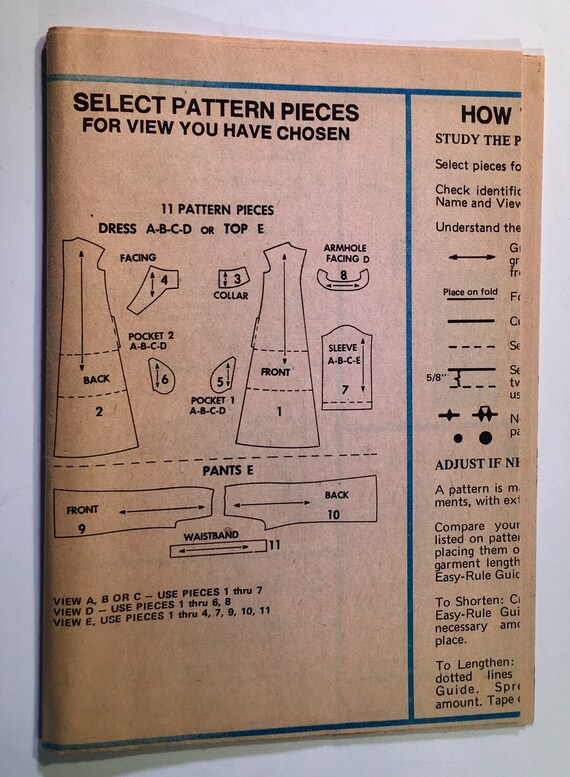 SELECT PATTERN PIECES
FOR VIEW YOU HAVE CHOSEN
11 PATTERN PIECES
DRESS A-B-C-D OR TOP E
FACING
4
3
COLLAR
ARMHOLE
FACING D
8
POCKET 2
A-B-C-D
6
5
POCKET 1
A-B-C-D
BACK
2
FRONT
1
SLEEVE
A-B-C-E
7
PANTS E
FRONT
9
BACK
10
WAISTBAND
11
VIEW A, B OR C – USE PIECES 1 thru 7
VIEW D – USE PIECES 1 thru 6, 8
VIEW E, USE PIECES 1 thru 4, 7, 9, 10, 11
HOW
STUDY THE P
Select pieces fo
Check identific
Name and View
Understand the
Place on fold
5/8"
ADJUST IF NE
A pattern is m
ments, with ext
Compare your
listed on patte
placing them o
garment length
Easy-Rule Guid
To Shorten:
Easy-Rule Gui
necessary amo
place.
To Lengthen:
dotted lines
Guide. Spre
amount. Tape